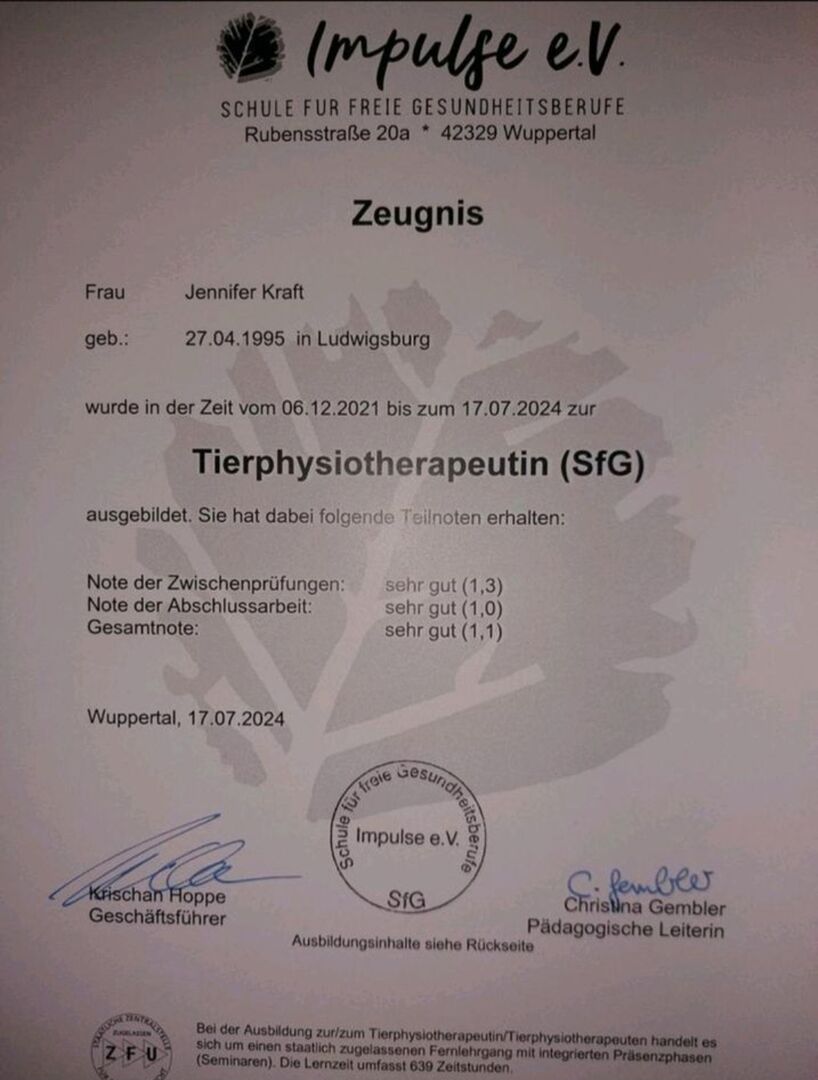 Impulse e.V.
SCHULE FÜR FREIE GESUNDHEITSBERUFE
Rubensstraße 20a * 42329 Wuppertal
Zeugnis
Frau Jennifer Kraft
geb.: 27.04.1995 in Ludwigsburg
wurde in der Zeit vom 06.12.2021 bis zum 17.07.2024 zur
Tierphysiotherapeutin (SfG)
ausgebildet. Sie hat dabei folgende Teilnoten erhalten:
Note der Zwischenprüfungen: sehr gut (1,3)
Note der Abschlussarbeit: sehr gut (1,0)
Gesamtnote: sehr gut (1,1)
Wuppertal, 17.07.2024
Schule für freie Gesundheitsberufe
Impulse e.V.
SfG
C. Gembler
Krischan Hoppe
Geschäftsführer
Christina Gembler
Pädagogische Leiterin
Ausbildungsinhalte siehe Rückseite
STAATLICHE ZENTRALSTELLE
ZUGELASSEN
ZFU
Bei der Ausbildung zur/zum Tierphysiotherapeutin/Tierphysiotherapeuten handelt es
sich um einen staatlich zugelassenen Fernlehrgang mit integrierten Präsenzphasen
(Seminaren). Die Lernzeit umfasst 639 Zeitstunden.